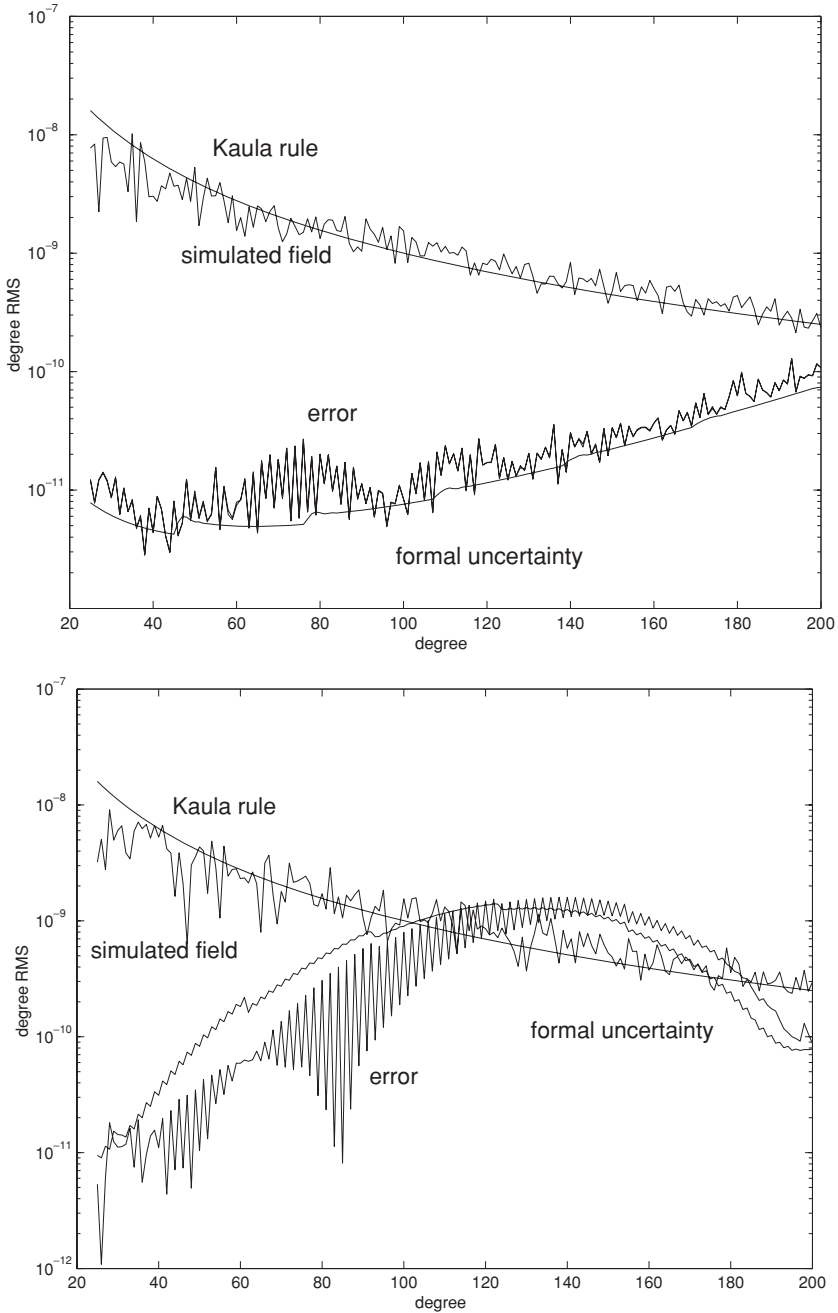 10-7
10-8
10-9
10-10
10-11
degree RMS
Kaula rule
simulated field
error
formal uncertainty
20 40 60 80 100 120 140 160 180 200
degree
10-7
10-8
10-9
10-10
10-11
10-12
degree RMS
Kaula rule
simulated field
formal uncertainty
error
20 40 60 80 100 120 140 160 180 200
degree